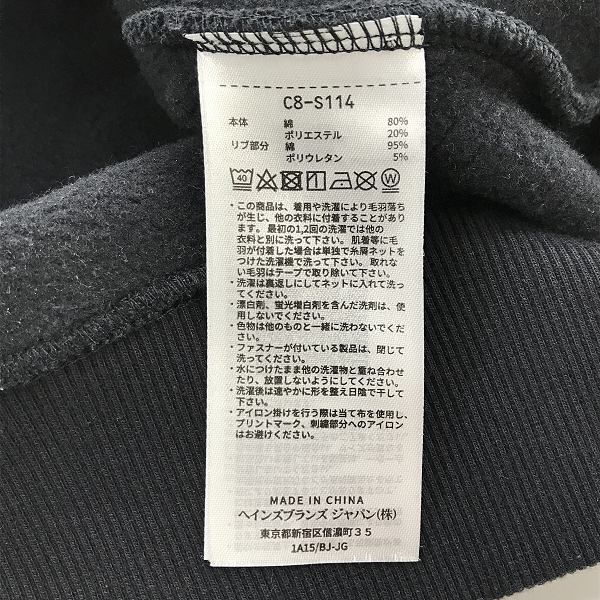 C8-S114
本体 綿 80%
ポリエステル 20%
リブ部分 綿 95%
ポリウレタン 5%
40 W
・この商品は、着用や洗濯により毛羽落ち
が生じ、他の衣料に付着することがあり
ます。最初の1,2回の洗濯では他の
衣料と別に洗って下さい。肌着等に毛
羽が付着した場合は単独で糸屑ネットを
つけた洗濯機で洗って下さい。取れな
い毛羽はテープで取り除いて下さい。
・洗濯は裏返しにしてネットに入れて洗っ
てください。
・漂白剤、蛍光増白剤を含んだ洗剤は、使
用しないでください。
・色物は他のものと一緒に洗わないでくだ
さい。
・ファスナーが付いている製品は、閉じて
洗ってください。
・水につけたまま他の洗濯物と重ね合わせ
たり、放置しないようにしてください。
・洗濯後は速やかに形を整え日陰で干して
下さい。
・アイロン掛けを行う際は当て布を使用し、
プリントマーク、刺繍部分へのアイロン
はお避けください。
MADE IN CHINA
ヘインズブランズ ジャパン(株)
東京都新宿区信濃町35
1A15/BJ-JG